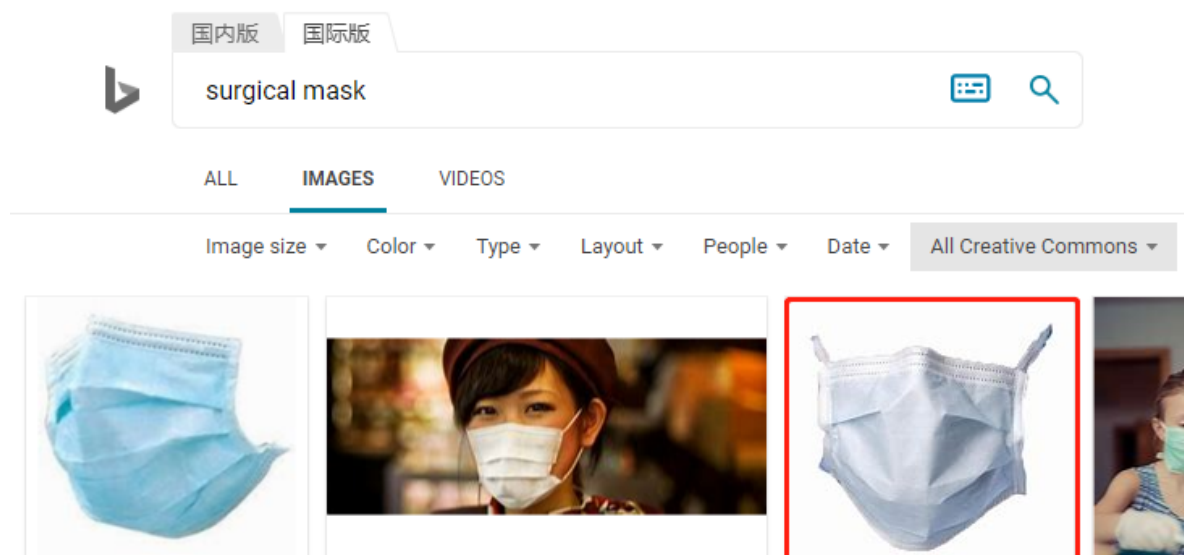 国内版 国际版
surgical mask
ALL IMAGES VIDEOS
Image size Color Type Layout People Date All Creative Commons